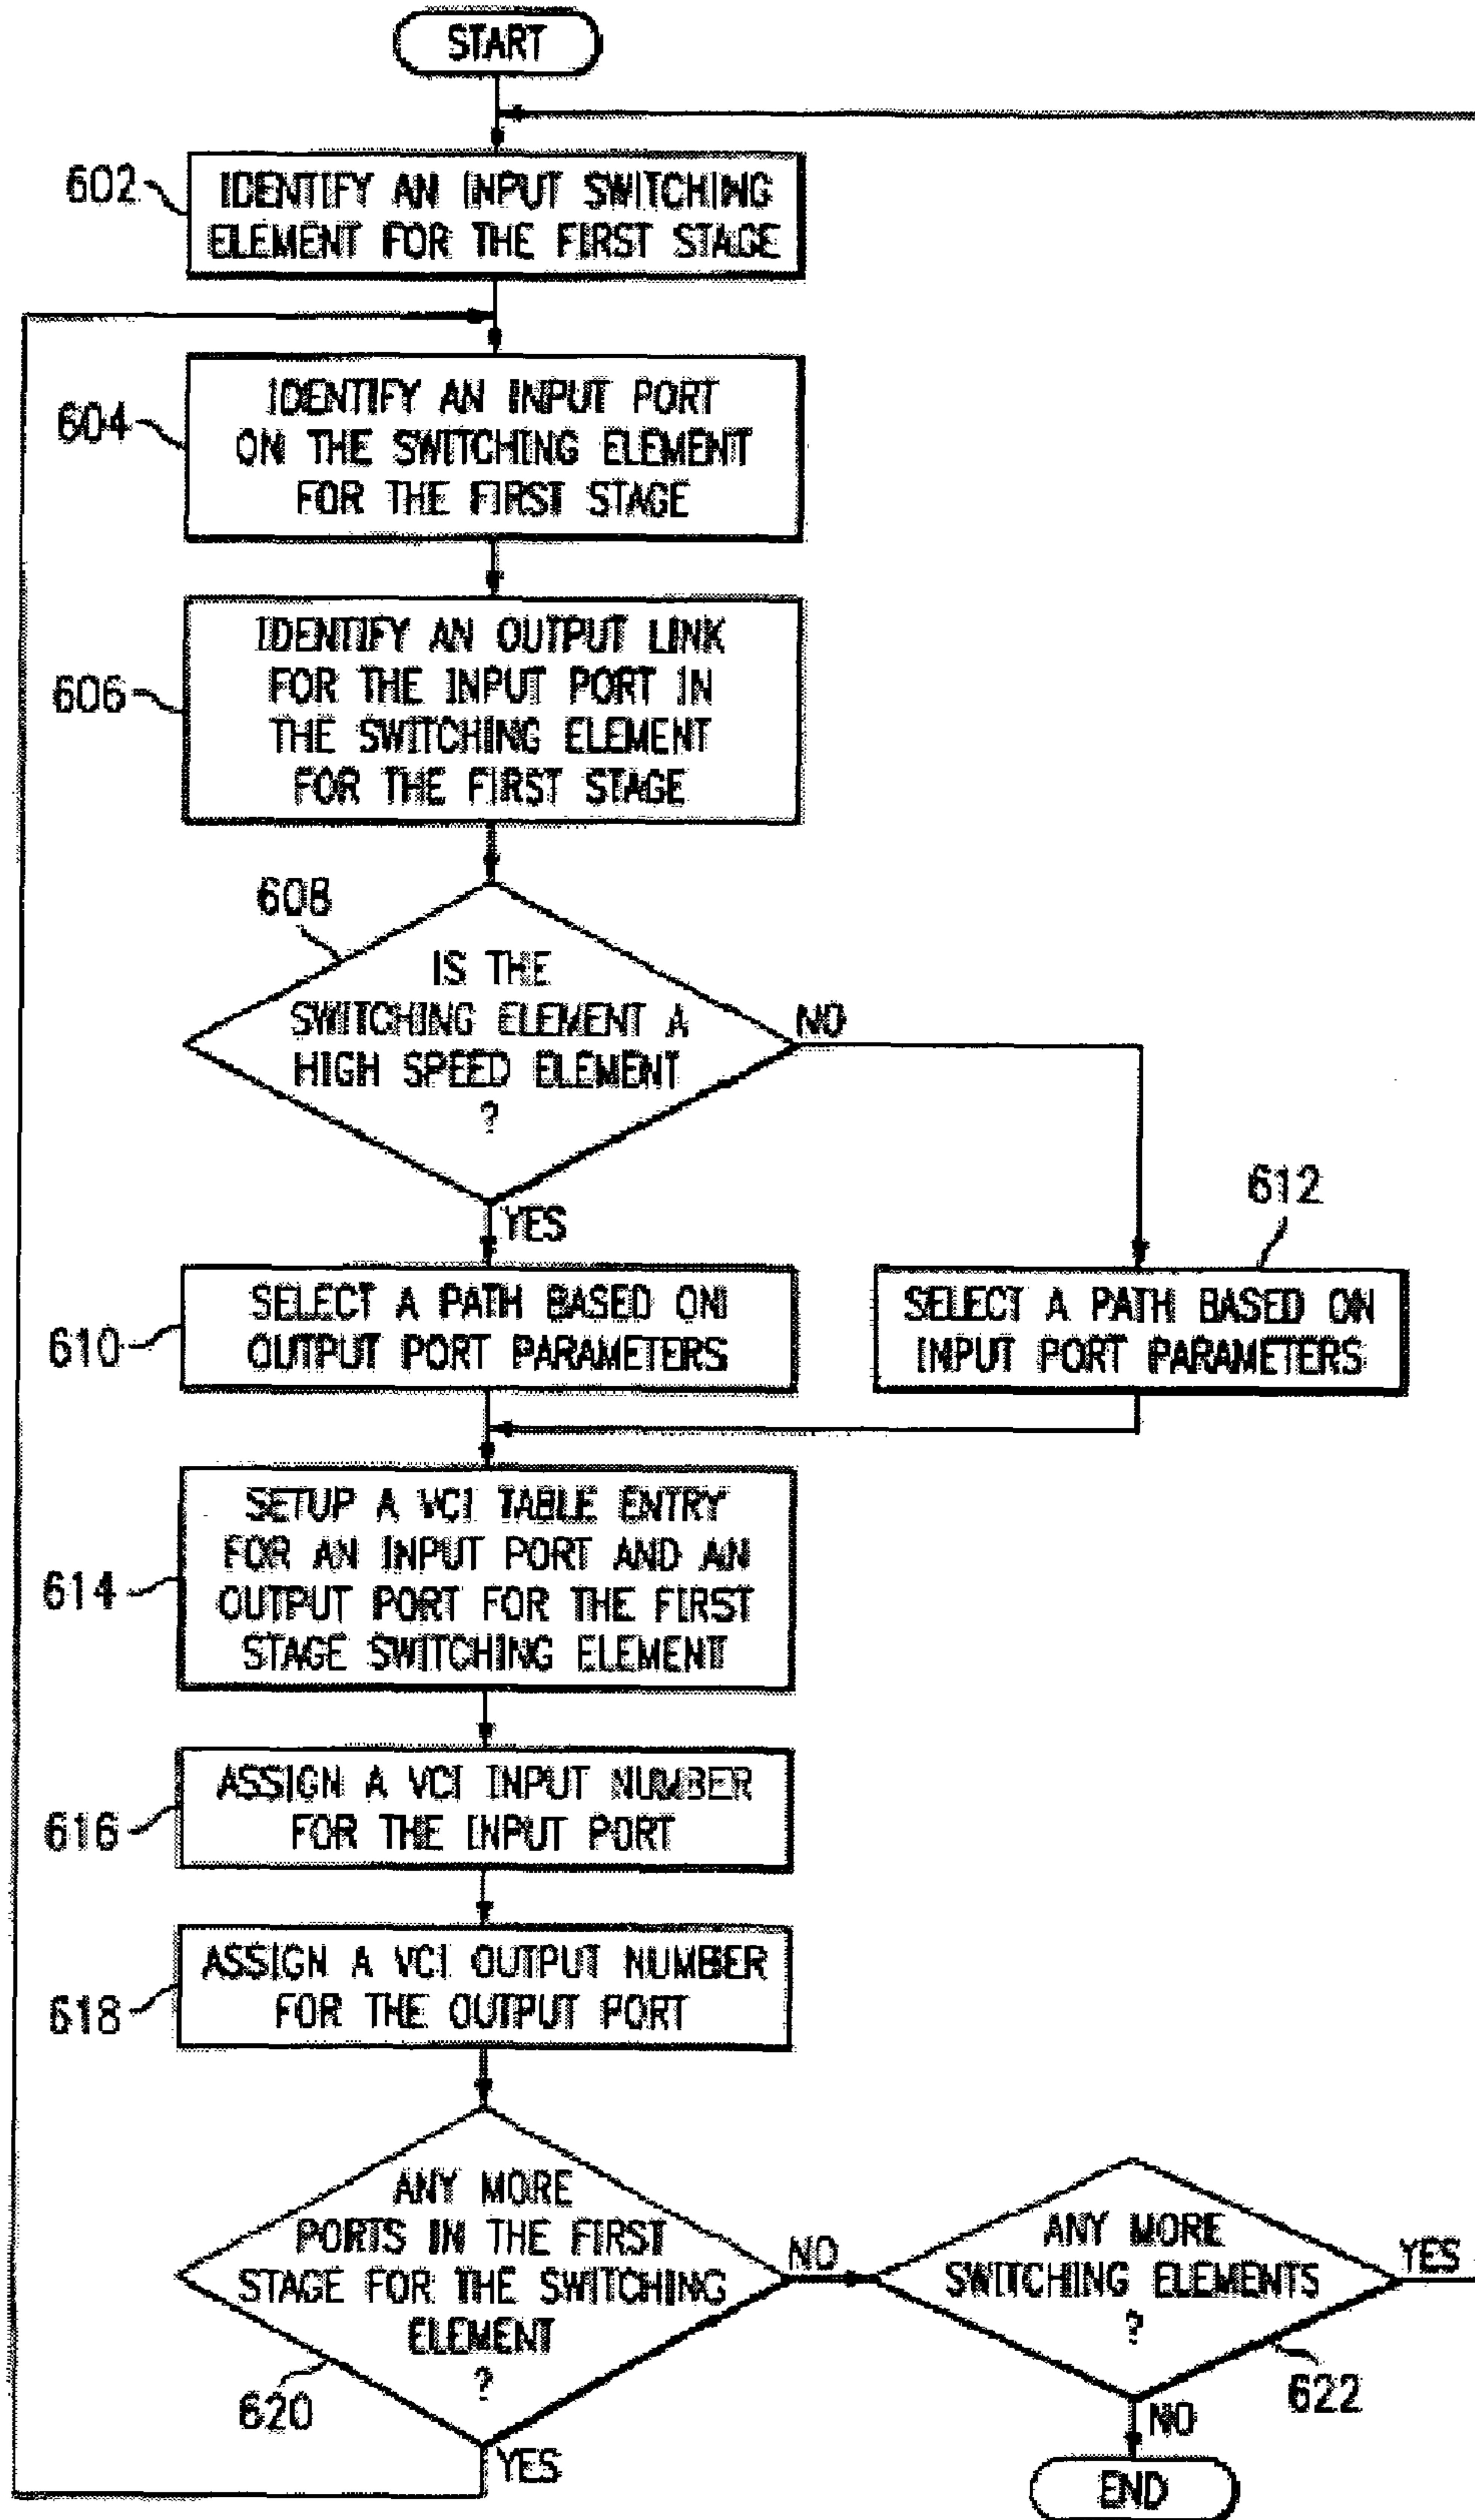 START
602
IDENTIFY AN INPUT SWITCHING
ELEMENT FOR THE FIRST STAGE
604
IDENTIFY AN INPUT PORT
ON THE SWITCHING ELEMENT
FOR THE FIRST STAGE
606
IDENTIFY AN OUTPUT LINK
FOR THE INPUT PORT IN
THE SWITCHING ELEMENT
FOR THE FIRST STAGE
608
IS THE
SWITCHING ELEMENT A
HIGH SPEED ELEMENT
?
NO
YES
612
610
SELECT A PATH BASED ON
OUTPUT PORT PARAMETERS
SELECT A PATH BASED ON
INPUT PORT PARAMETERS
614
SETUP A VCI TABLE ENTRY
FOR AN INPUT PORT AND AN
OUTPUT PORT FOR THE FIRST
STAGE SWITCHING ELEMENT
616
ASSIGN A VCI INPUT NUMBER
FOR THE INPUT PORT
618
ASSIGN A VCI OUTPUT NUMBER
FOR THE OUTPUT PORT
620
ANY MORE
PORTS IN THE FIRST
STAGE FOR THE SWITCHING
ELEMENT
?
NO
YES
ANY MORE
SWITCHING ELEMENTS
?
YES
622
NO
END